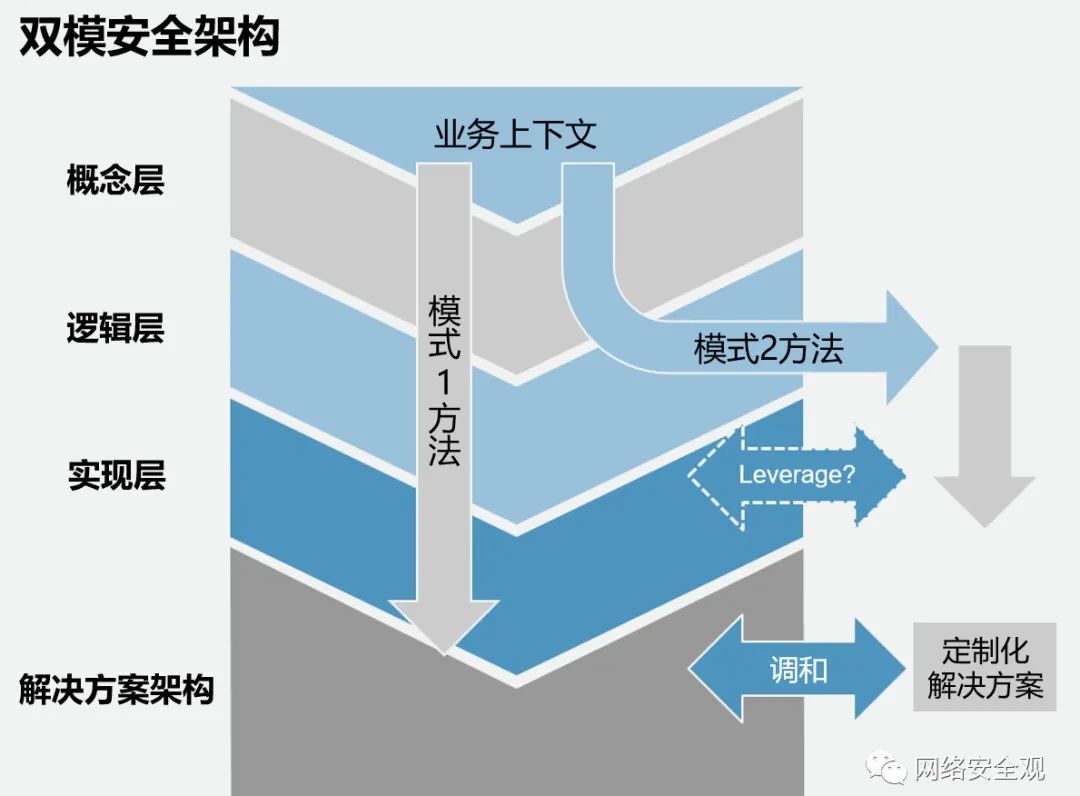 双模安全架构
业务上下文
概念层
模式1方法
逻辑层
模式2方法
实现层
Leverage?
解决方案架构
调和
定制化
解决方案
网络安全观